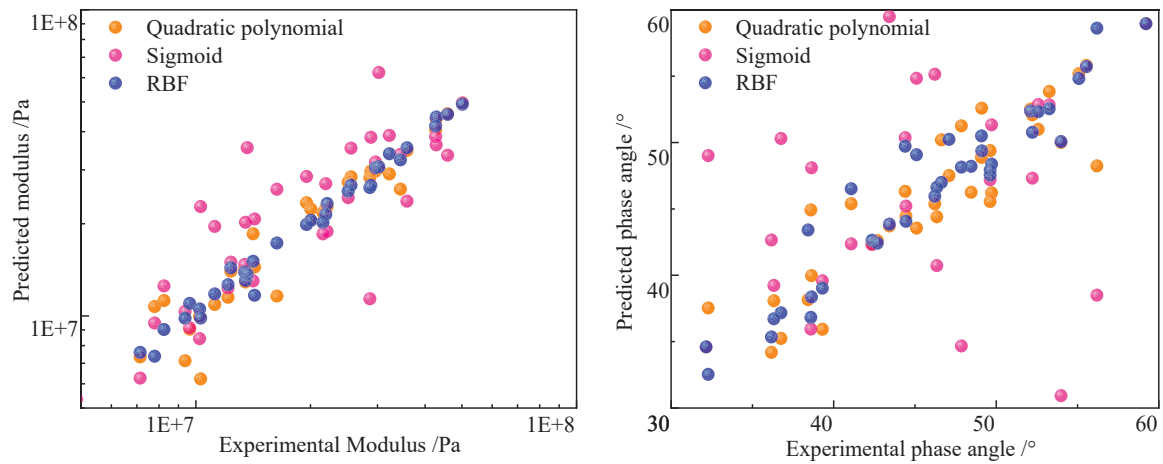 1E+8
Quadratic polynomial
Sigmoid
RBF
Predicted modulus /Pa
1E+7
1E+7
1E+8
Experimental Modulus /Pa
60
Quadratic polynomial
Sigmoid
RBF
50
Predicted phase angle /°
40
30
30
40
50
60
Experimental phase angle /°